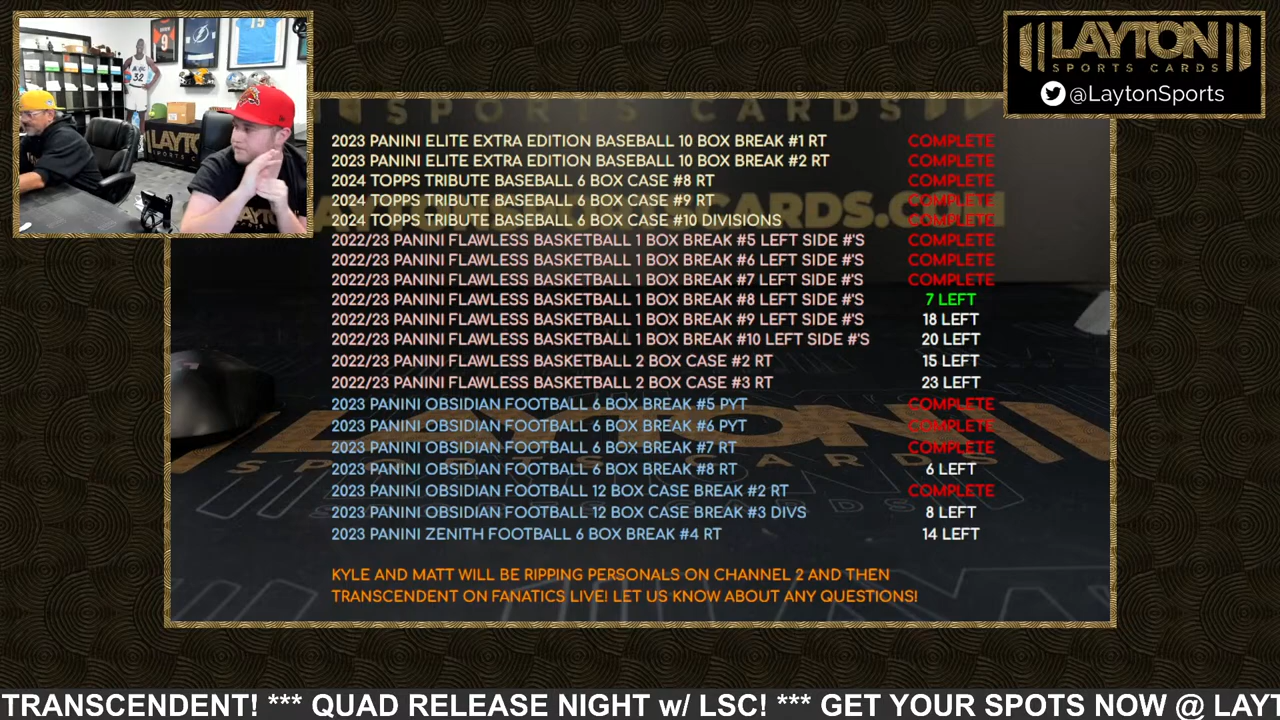 LAYTON
SPORTS CARDS
@LaytonSports
SPORTS CARDS
2023 PANINI ELITE EXTRA EDITION BASEBALL 10 BOX BREAK #1 RT COMPLETE
2023 PANINI ELITE EXTRA EDITION BASEBALL 10 BOX BREAK #2 RT COMPLETE
2024 TOPPS TRIBUTE BASEBALL 6 BOX CASE #8 RT COMPLETE
2024 TOPPS TRIBUTE BASEBALL 6 BOX CASE #9 RT COMPLETE
2024 TOPPS TRIBUTE BASEBALL 6 BOX CASE #10 DIVISIONS COMPLETE
2022/23 PANINI FLAWLESS BASKETBALL 1 BOX BREAK #5 LEFT SIDE #'S COMPLETE
2022/23 PANINI FLAWLESS BASKETBALL 1 BOX BREAK #6 LEFT SIDE #'S COMPLETE
2022/23 PANINI FLAWLESS BASKETBALL 1 BOX BREAK #7 LEFT SIDE #'S COMPLETE
2022/23 PANINI FLAWLESS BASKETBALL 1 BOX BREAK #8 LEFT SIDE #'S 7 LEFT
2022/23 PANINI FLAWLESS BASKETBALL 1 BOX BREAK #9 LEFT SIDE #'S 18 LEFT
2022/23 PANINI FLAWLESS BASKETBALL 1 BOX BREAK #10 LEFT SIDE #'S 20 LEFT
2022/23 PANINI FLAWLESS BASKETBALL 2 BOX CASE #2 RT 15 LEFT
2022/23 PANINI FLAWLESS BASKETBALL 2 BOX CASE #3 RT 23 LEFT
2023 PANINI OBSIDIAN FOOTBALL 6 BOX BREAK #5 PYT COMPLETE
2023 PANINI OBSIDIAN FOOTBALL 6 BOX BREAK #6 PYT COMPLETE
2023 PANINI OBSIDIAN FOOTBALL 6 BOX BREAK #7 RT COMPLETE
2023 PANINI OBSIDIAN FOOTBALL 6 BOX BREAK #8 RT 6 LEFT
2023 PANINI OBSIDIAN FOOTBALL 12 BOX CASE BREAK #2 RT COMPLETE
2023 PANINI OBSIDIAN FOOTBALL 12 BOX CASE BREAK #3 DIVS 8 LEFT
2023 PANINI ZENITH FOOTBALL 6 BOX BREAK #4 RT 14 LEFT
KYLE AND MATT WILL BE RIPPING PERSONALS ON CHANNEL 2 AND THEN
TRANSCENDENT ON FANATICS LIVE! LET US KNOW ABOUT ANY QUESTIONS!
TRANSCENDENT! *** QUAD RELEASE NIGHT w/ LSC! *** GET YOUR SPOTS NOW @ LAYT